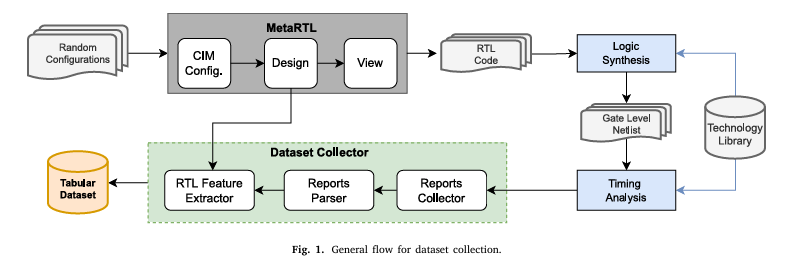 MetaRTL
Random
Configurations
CIM
Config.
Design
View
RTL
Code
Logic
Synthesis
Gate Level
Netlist
Technology
Library
Dataset Collector
Tabular
Dataset
RTL Feature
Extractor
Reports
Parser
Reports
Collector
Timing
Analysis
Fig. 1. General flow for dataset collection.